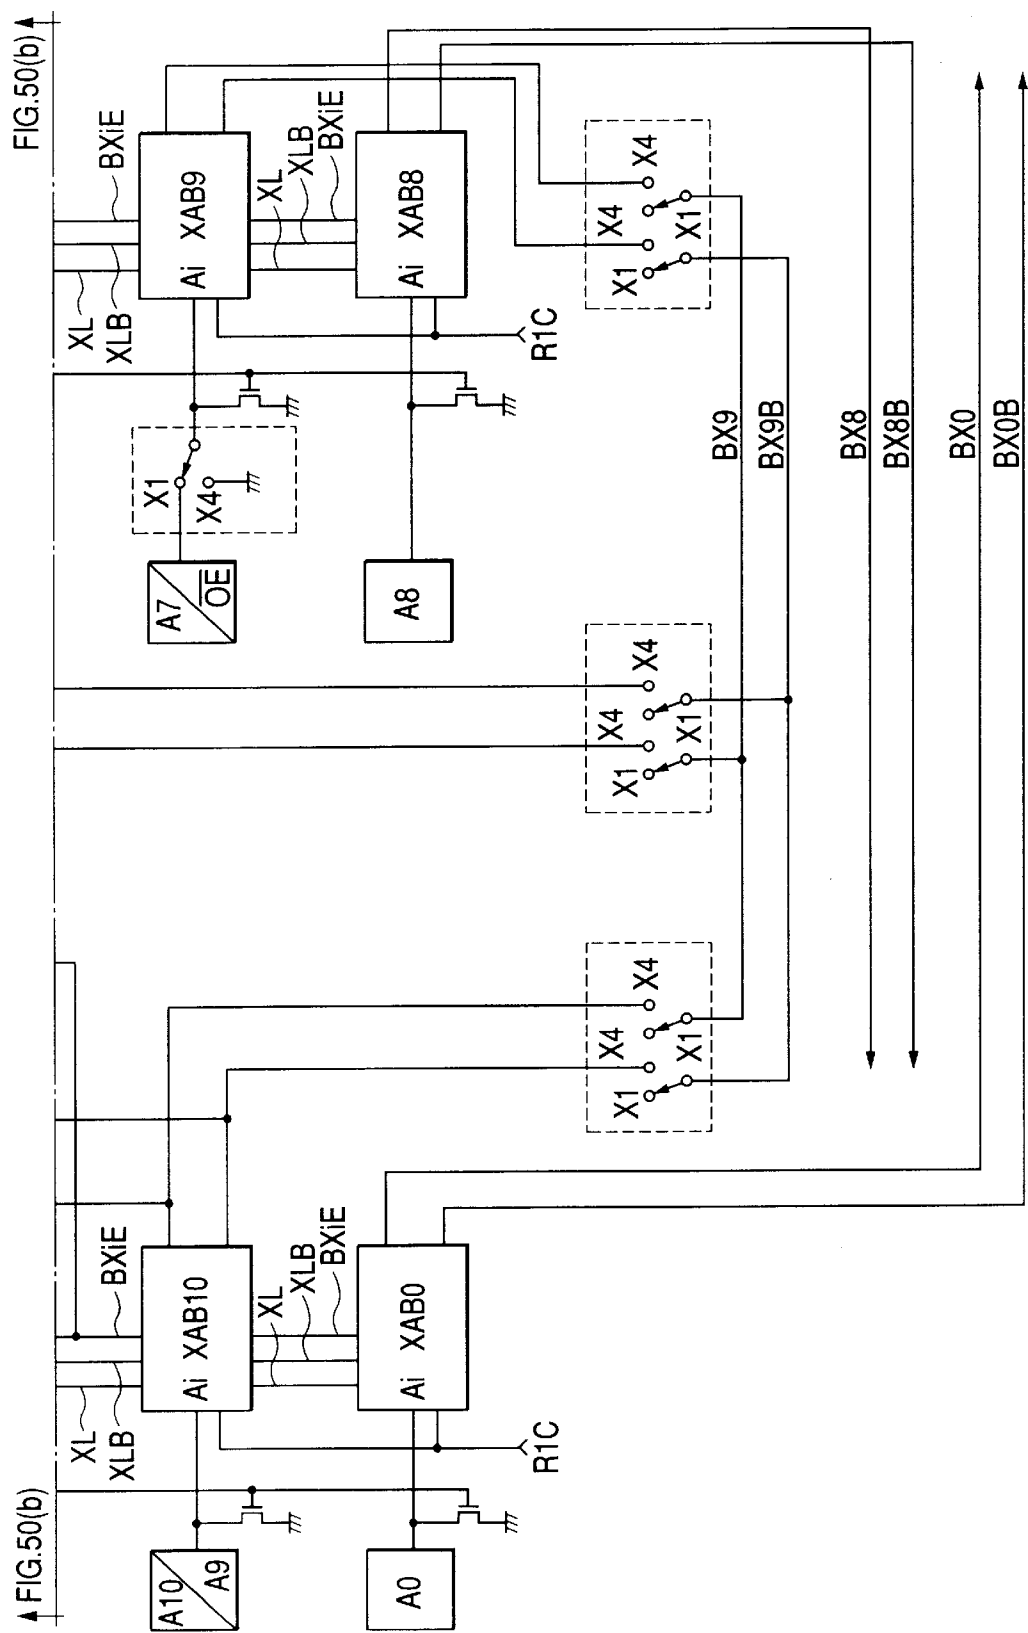 FIG.50(b)
FIG.50(b)
XL
XLB
BXiE
Ai XAB10
XL
XLB
BXiE
Ai XAB0
A10
A9
A0
R1C
XL
XLB
BXiE
Ai XAB9
XL
XLB
BXiE
Ai XAB8
R1C
X1
X4
A7
OE
A8
X1
X4
X1
X4
X1
X4
X1
X4
X1
X4
X1
X4
BX9
BX9B
BX8
BX8B
BX0
BX0B